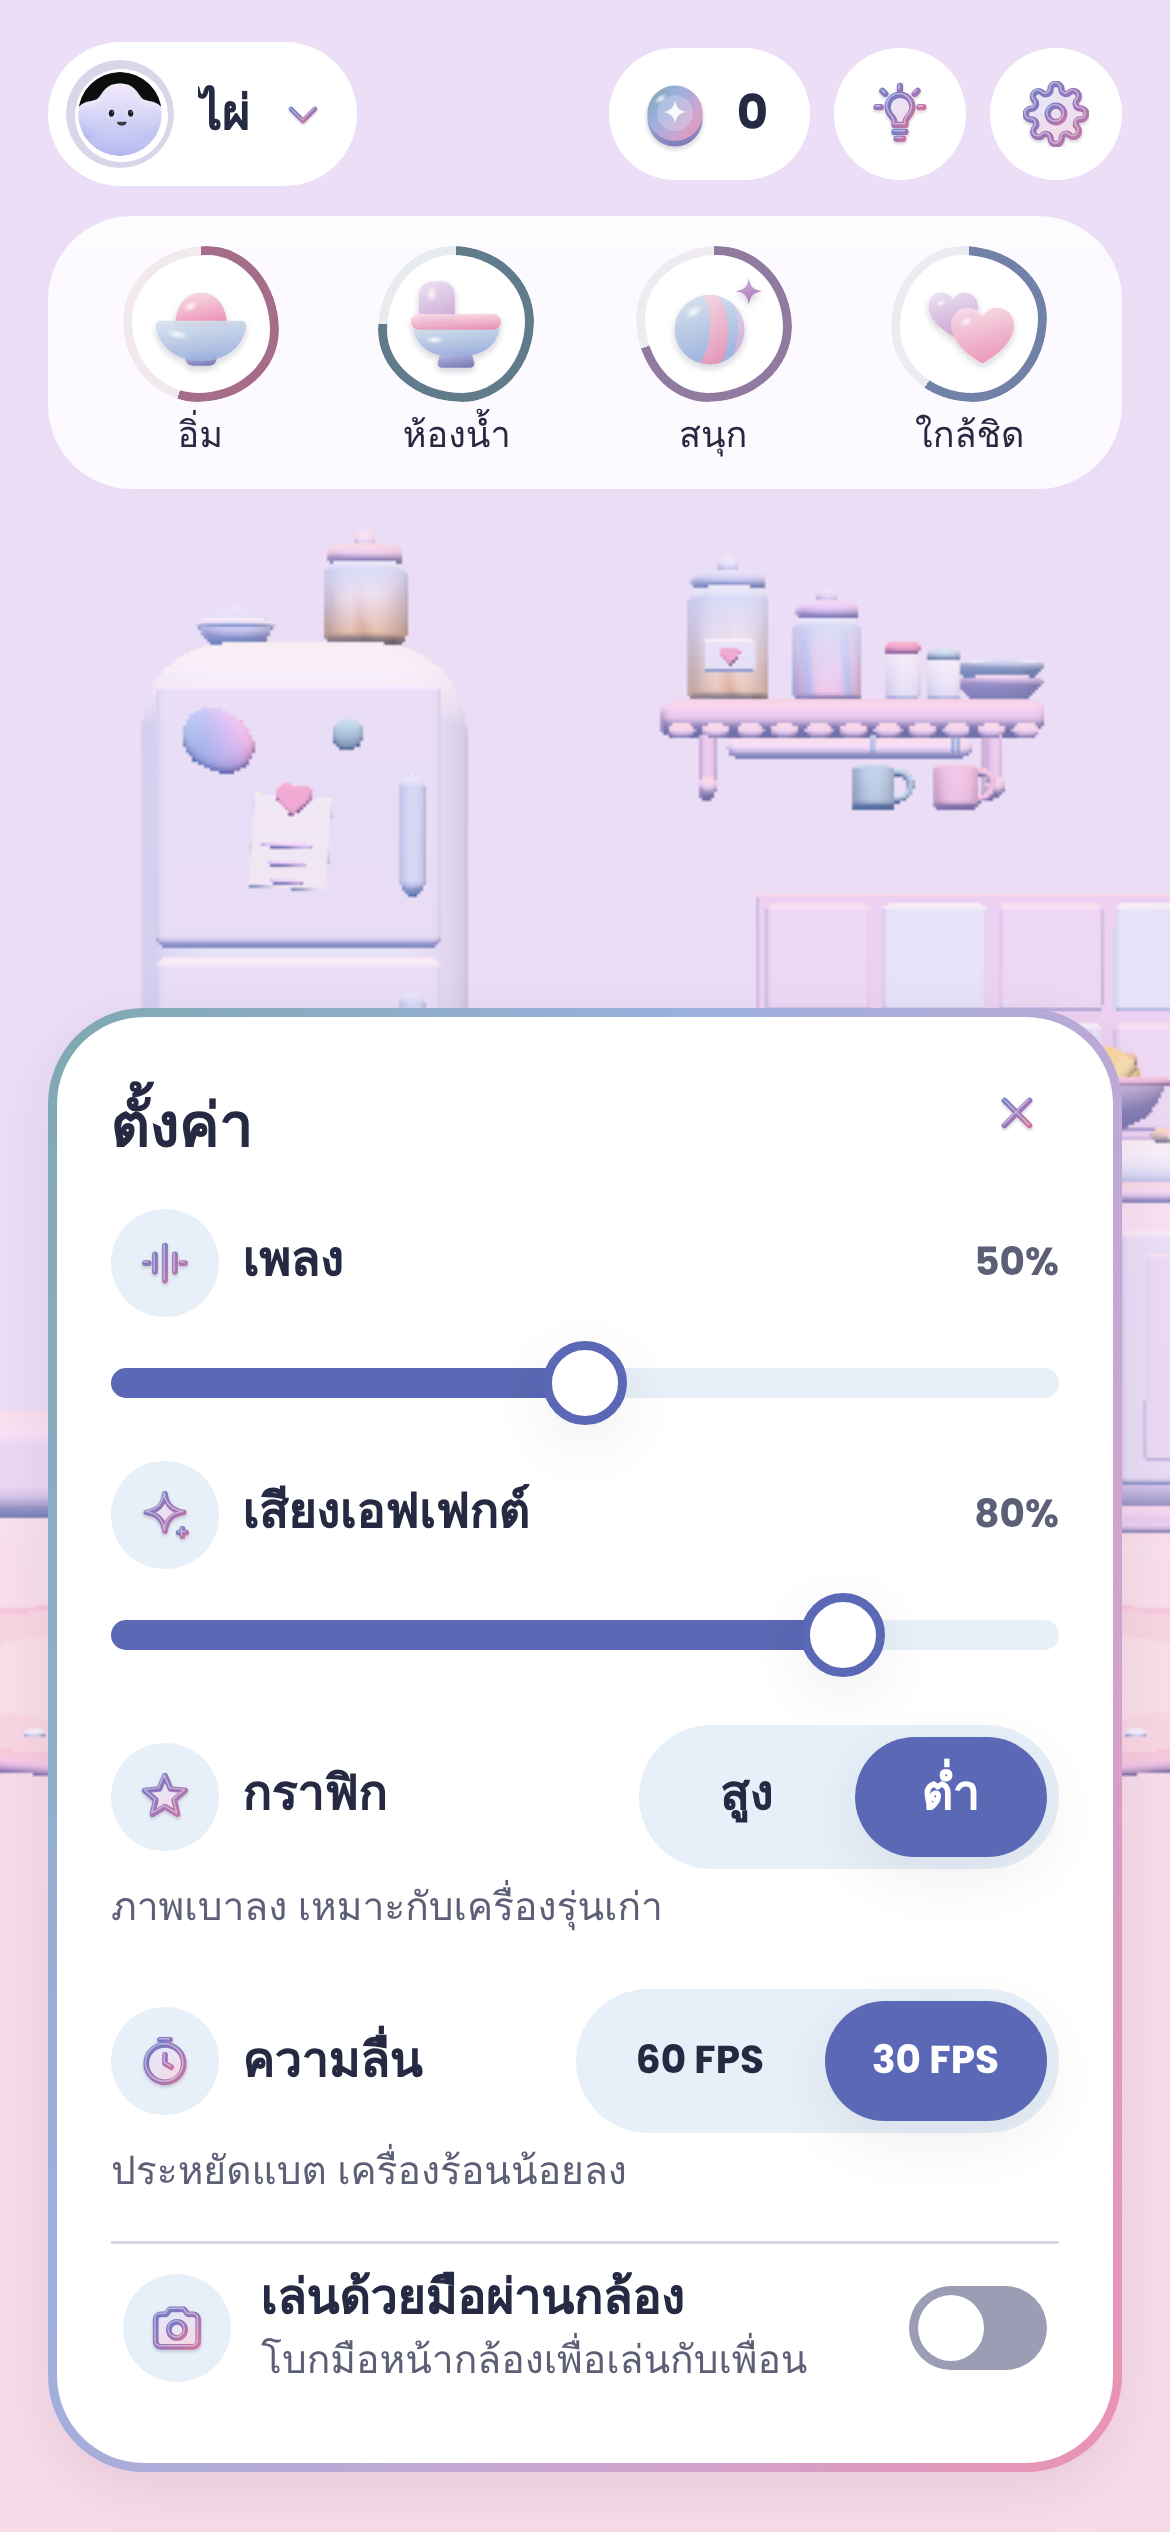 ไผ่
0
อิ่ม
ห้องน้ำ
สนุก
ใกล้ชิด
ตั้งค่า
เพลง
50%
เสียงเอฟเฟกต์
80%
กราฟิก
สูง
ต่ำ
ภาพเบาลง เหมาะกับเครื่องรุ่นเก่า
ความลื่น
60 FPS
30 FPS
ประหยัดแบต เครื่องร้อนน้อยลง
เล่นด้วยมือผ่านกล้อง
โบกมือหน้ากล้องเพื่อเล่นกับเพื่อน